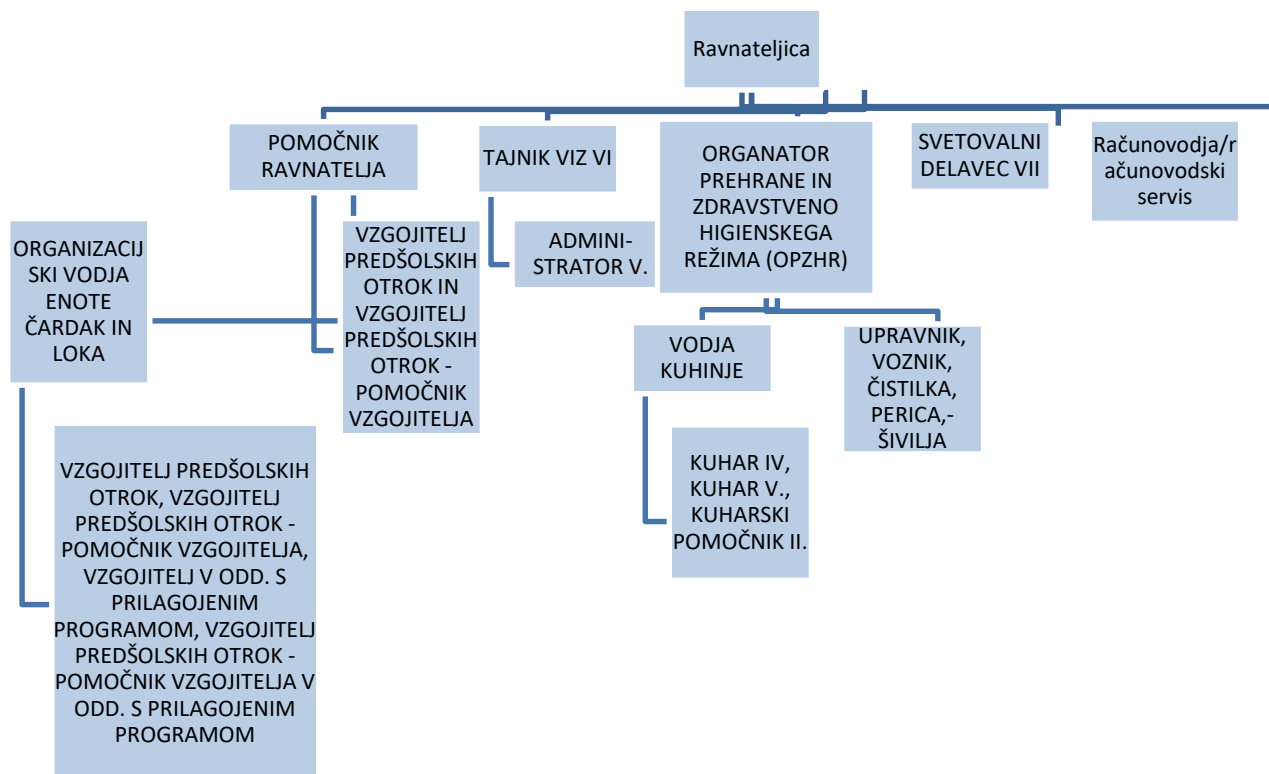 Ravnateljica
POMOČNIK
RAVNATELJA
TAJNIK VIZ VI
ORGANATOR
PREHRANE IN
ZDRAVSTVENO
HIGIENSKEGA
REŽIMA (OPZHR)
SVETOVALNI
DELAVEC VII
Računovodja/r
ačunovodski
servis
ORGANIZACIJ
SKI VODJA
ENOTE
ČARDAK IN
LOKA
VZGOJITELJ
PREDŠOLSKIH
OTROK IN
VZGOJITELJ
PREDŠOLSKIH
OTROK -
POMOČNIK
VZGOJITELJA
ADMINI-
STRATOR V.
VODJA
KUHINJE
UPRAVNIK,
VOZNIK,
ČISTILKA,
PERICA,-
ŠIVILJA
VZGOJITELJ PREDŠOLSKIH
OTROK, VZGOJITELJ
PREDŠOLSKIH OTROK -
POMOČNIK VZGOJITELJA,
VZGOJITELJ V ODD. S
PRILAGOJENIM
PROGRAMOM, VZGOJITELJ
PREDŠOLSKIH OTROK -
POMOČNIK VZGOJITELJA V
ODD. S PRILAGOJENIM
PROGRAMOM
KUHAR IV,
KUHAR V.,
KUHARSKI
POMOČNIK II.